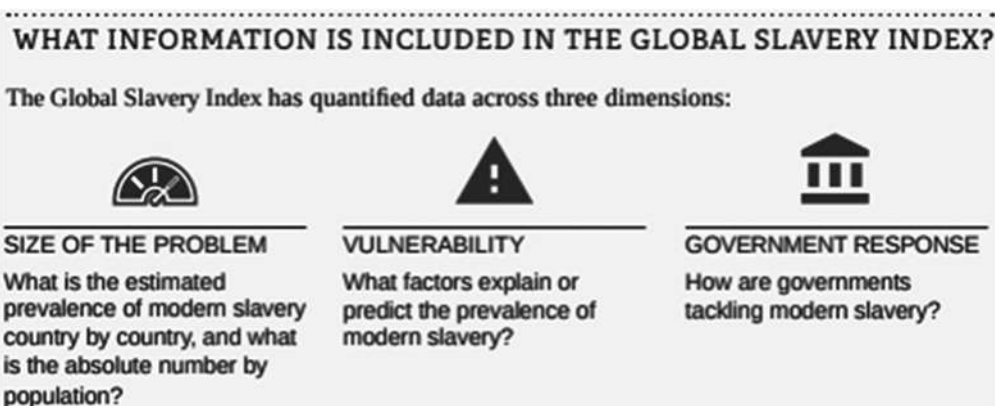 WHAT INFORMATION IS INCLUDED IN THE GLOBAL SLAVERY INDEX?
The Global Slavery Index has quantified data across three dimensions:
SIZE OF THE PROBLEM
What is the estimated
prevalence of modern slavery
country by country, and what
is the absolute number by
population?
VULNERABILITY
What factors explain or
predict the prevalence of
modern slavery?
GOVERNMENT RESPONSE
How are governments
tackling modern slavery?